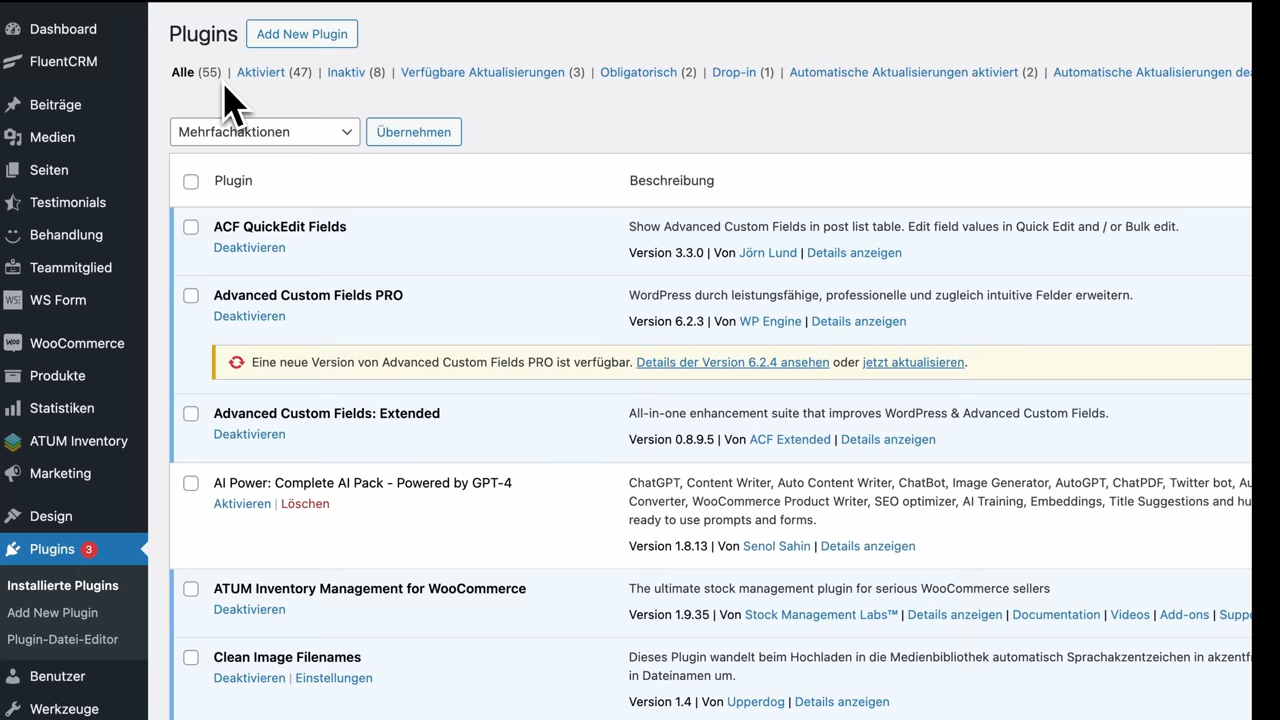 Dashboard
FluentCRM
Beiträge
Medien
Seiten
Testimonials
Behandlung
Teammitglied
WS Form
WooCommerce
Produkte
Statistiken
ATUM Inventory
Marketing
Design
Plugins 3
Installierte Plugins
Add New Plugin
Plugin-Datei-Editor
Benutzer
Werkzeuge
Plugins Add New Plugin
Alle (55) | Aktiviert (47) | Inaktiv (8) | Verfügbare Aktualisierungen (3) | Obligatorisch (2) | Drop-in (1) | Automatische Aktualisierungen aktiviert (2) | Automatische Aktualisierungen
Mehrfachaktionen Übernehmen
Plugin Beschreibung
ACF QuickEdit Fields
Deaktivieren
Show Advanced Custom Fields in post list table. Edit field values in Quick Edit and / or Bulk edit.
Version 3.3.0 | Von Jörn Lund | Details anzeigen
Advanced Custom Fields PRO
Deaktivieren
WordPress durch leistungsfähige, professionelle und zugleich intuitive Felder erweitern.
Version 6.2.3 | Von WP Engine | Details anzeigen
Eine neue Version von Advanced Custom Fields PRO ist verfügbar. Details der Version 6.2.4 ansehen oder jetzt aktualisieren.
Advanced Custom Fields: Extended
Deaktivieren
All-in-one enhancement suite that improves WordPress & Advanced Custom Fields.
Version 0.8.9.5 | Von ACF Extended | Details anzeigen
AI Power: Complete AI Pack - Powered by GPT-4
Aktivieren | Löschen
ChatGPT, Content Writer, Auto Content Writer, ChatBot, Image Generator, AutoGPT, ChatPDF, Twitter bot,
Converter, WooCommerce Product Writer, SEO optimizer, AI Training, Embeddings, Title Suggestions and
ready to use prompts and forms.
Version 1.8.13 | Von Senol Sahin | Details anzeigen
ATUM Inventory Management for WooCommerce
Deaktivieren
The ultimate stock management plugin for serious WooCommerce sellers
Version 1.9.35 | Von Stock Management Labs™ | Details anzeigen | Documentation | Videos | Add-ons |
Clean Image Filenames
Deaktivieren | Einstellungen
Dieses Plugin wandelt beim Hochladen in die Medienbibliothek automatisch Sprachakzentzeichen in
in Dateinamen um.
Version 1.4 | Von Upperdog | Details anzeigen